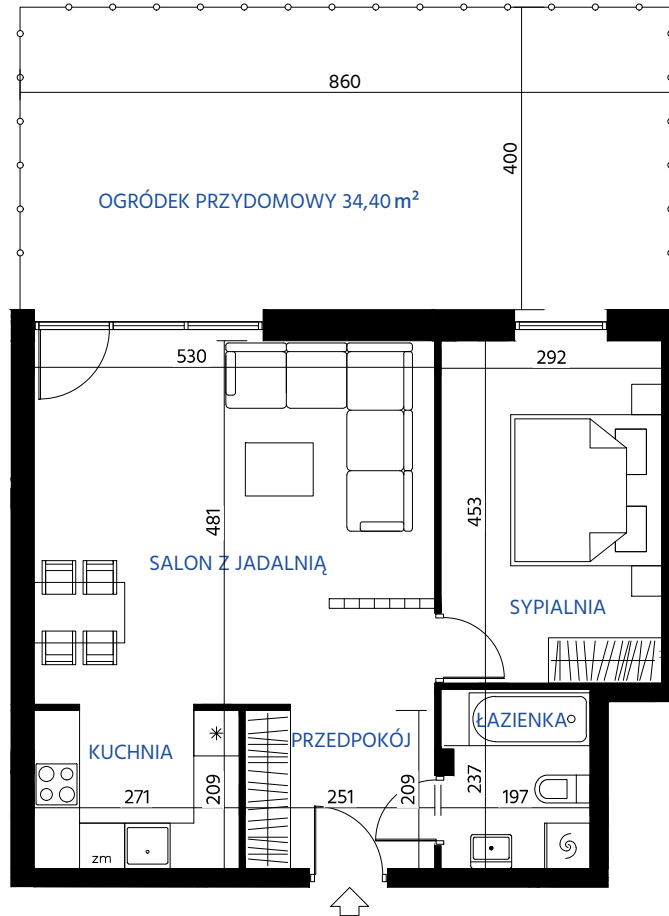 860
400
OGRÓDEK PRZYDOMOWY 34,40 m²
530
292
481
453
SALON Z JADALNIĄ
SYPIALNIA
ŁAZIENKA
PRZEDPOKÓJ
KUCHNIA
271
209
251
209
237
197
zm